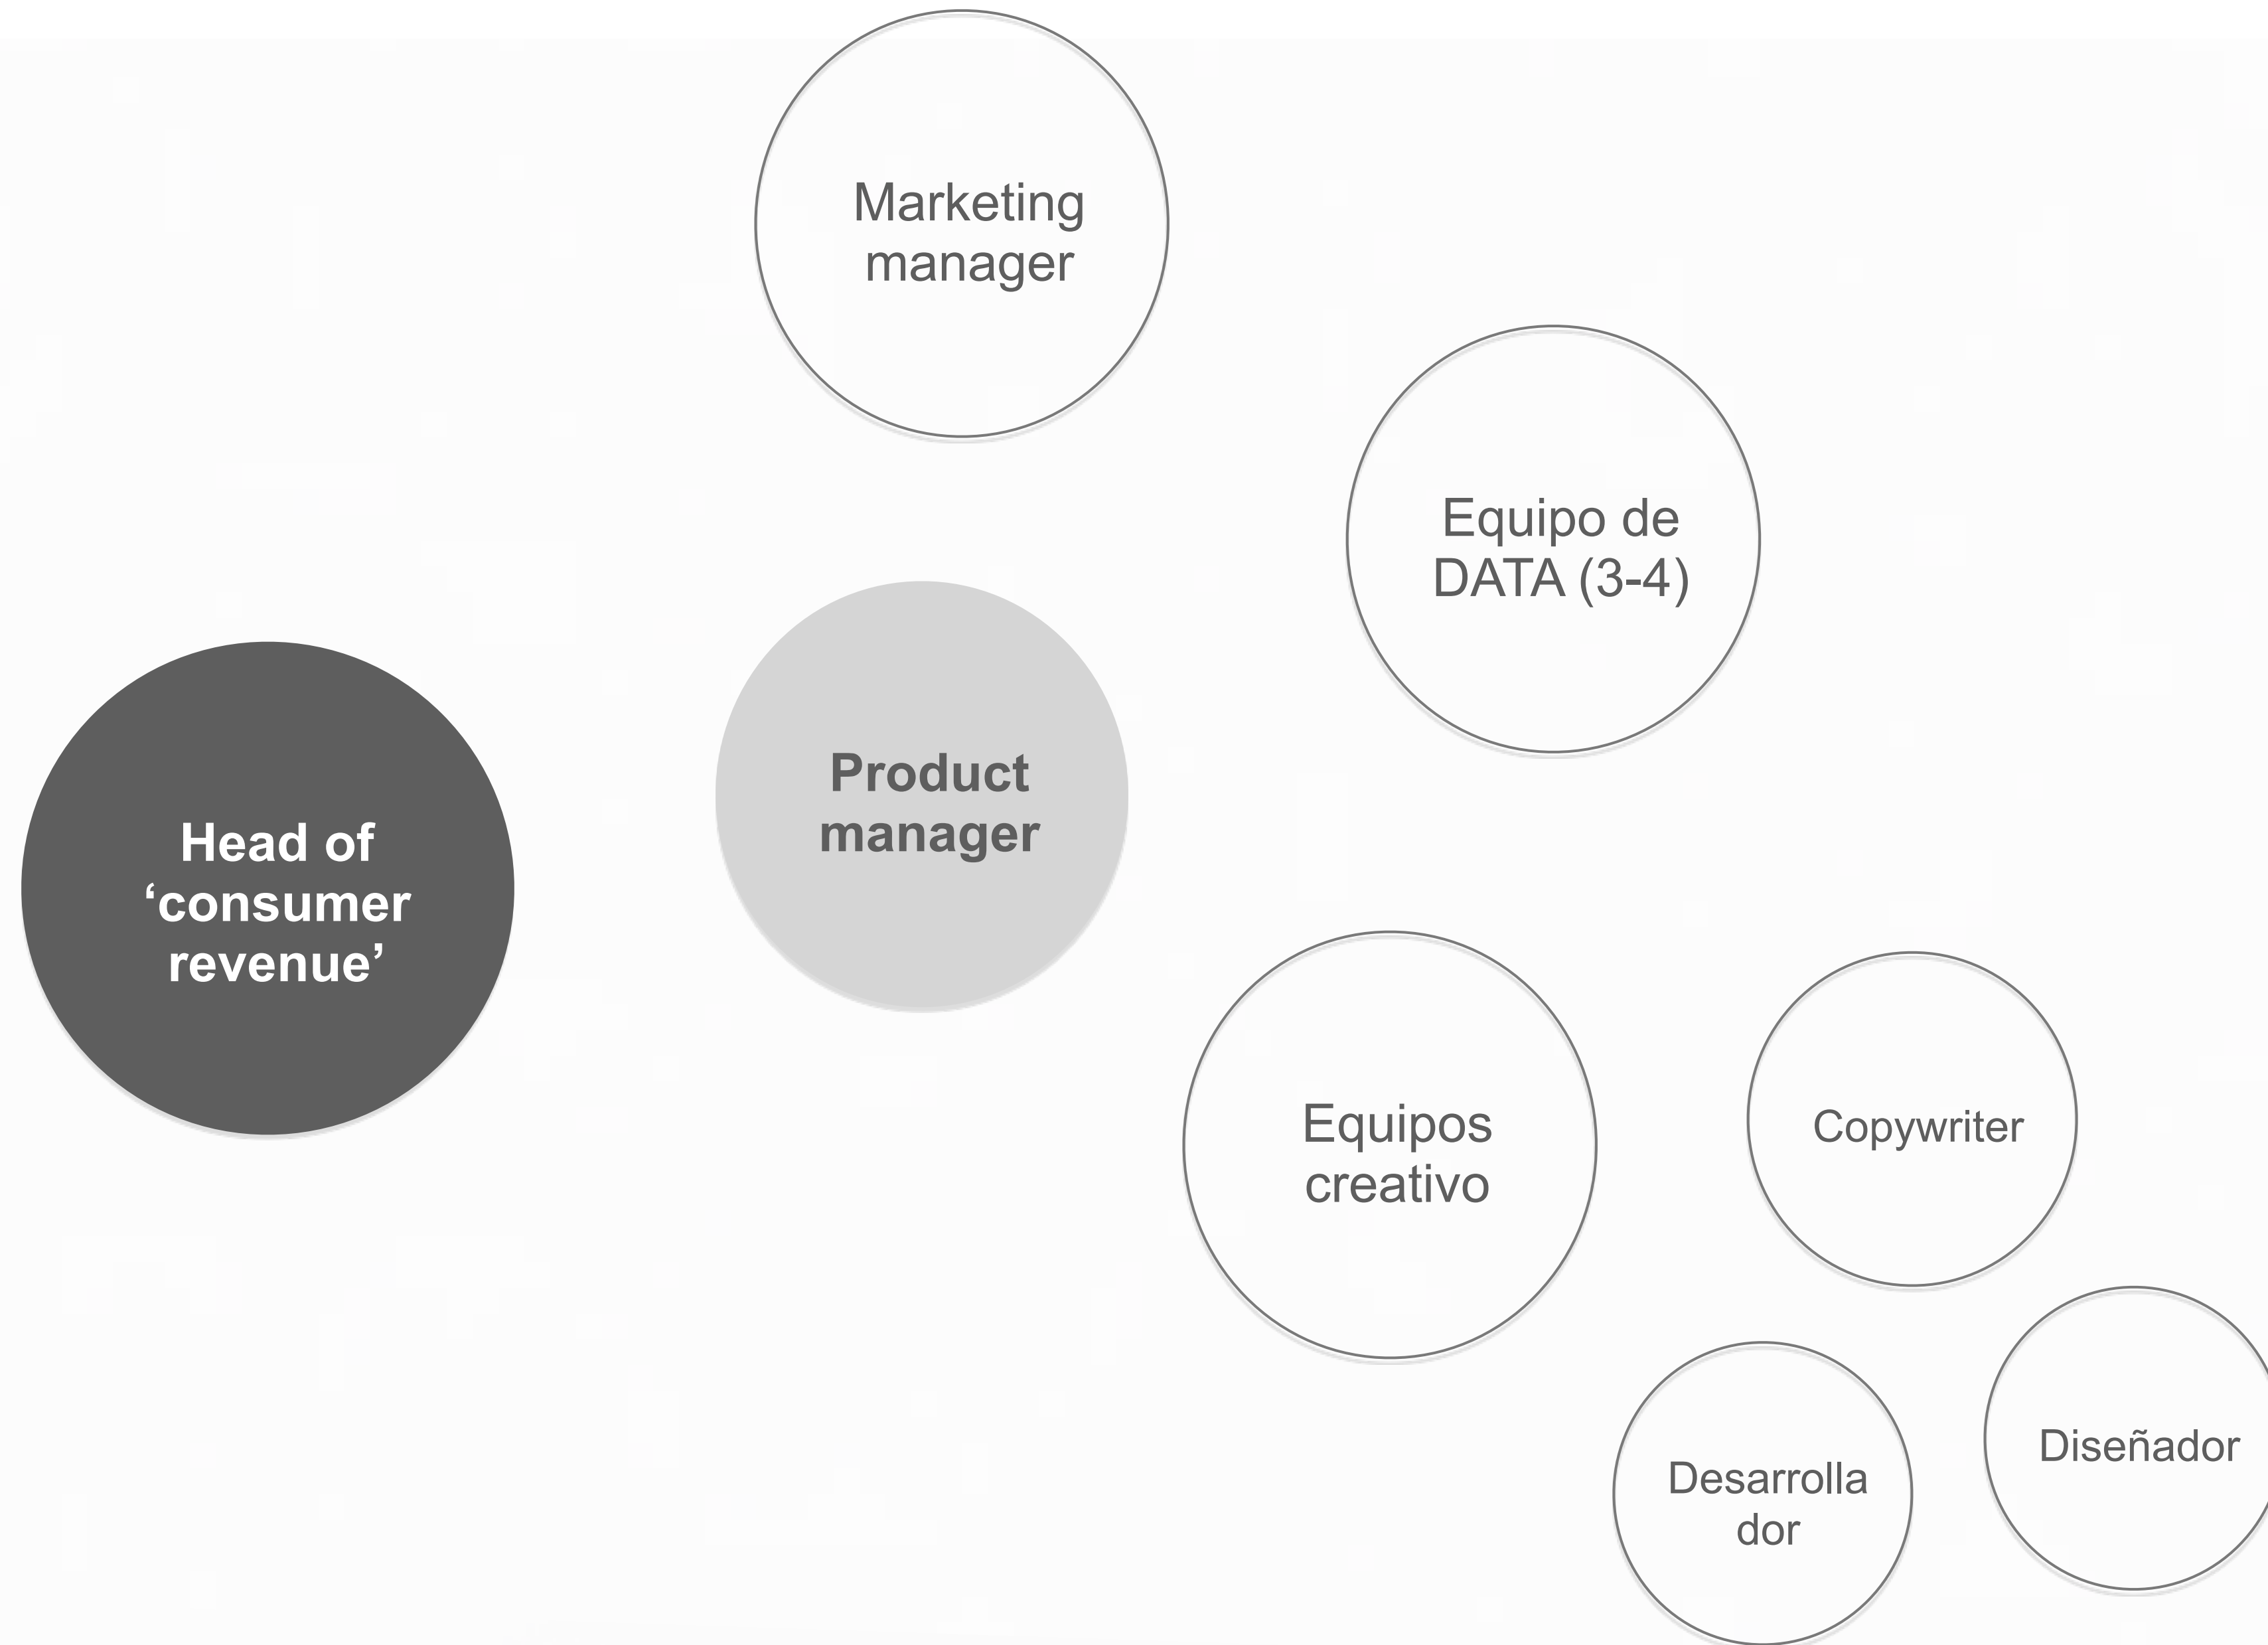 Marketing
manager
Equipo de
DATA (3-4)
Product
manager
Head of
‘consumer
revenue’
Equipos
creativo
Copywriter
Diseñador
Desarrolla
dor